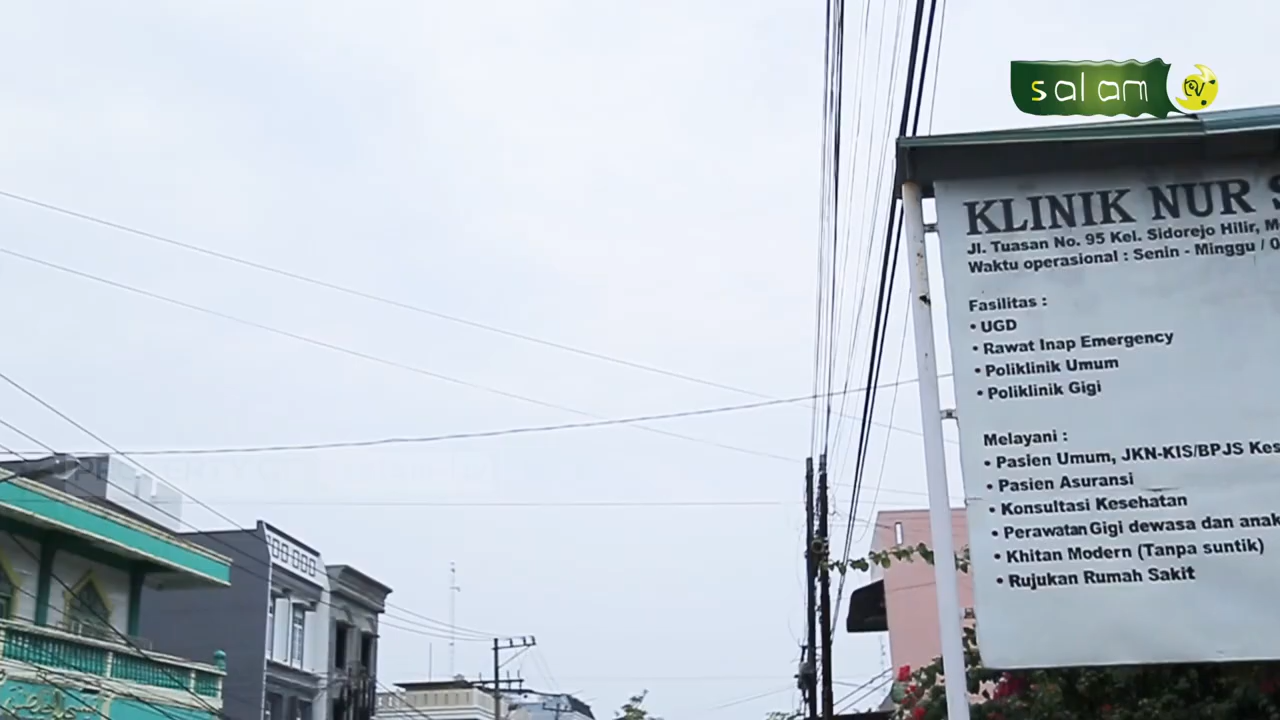 salam
KLINIK NUR
Jl. Tuasan No. 95 Kel. Sidorejo Hilir,
Waktu operasional : Senin - Minggu /
Fasilitas :
• UGD
• Rawat Inap Emergency
• Poliklinik Umum
• Poliklinik Gigi
Melayani :
• Pasien Umum, JKN-KIS/BPJS Kes
• Pasien Asuransi
• Konsultasi Kesehatan
• Perawatan Gigi dewasa dan anak
• Khitan Modern (Tanpa suntik)
• Rujukan Rumah Sakit